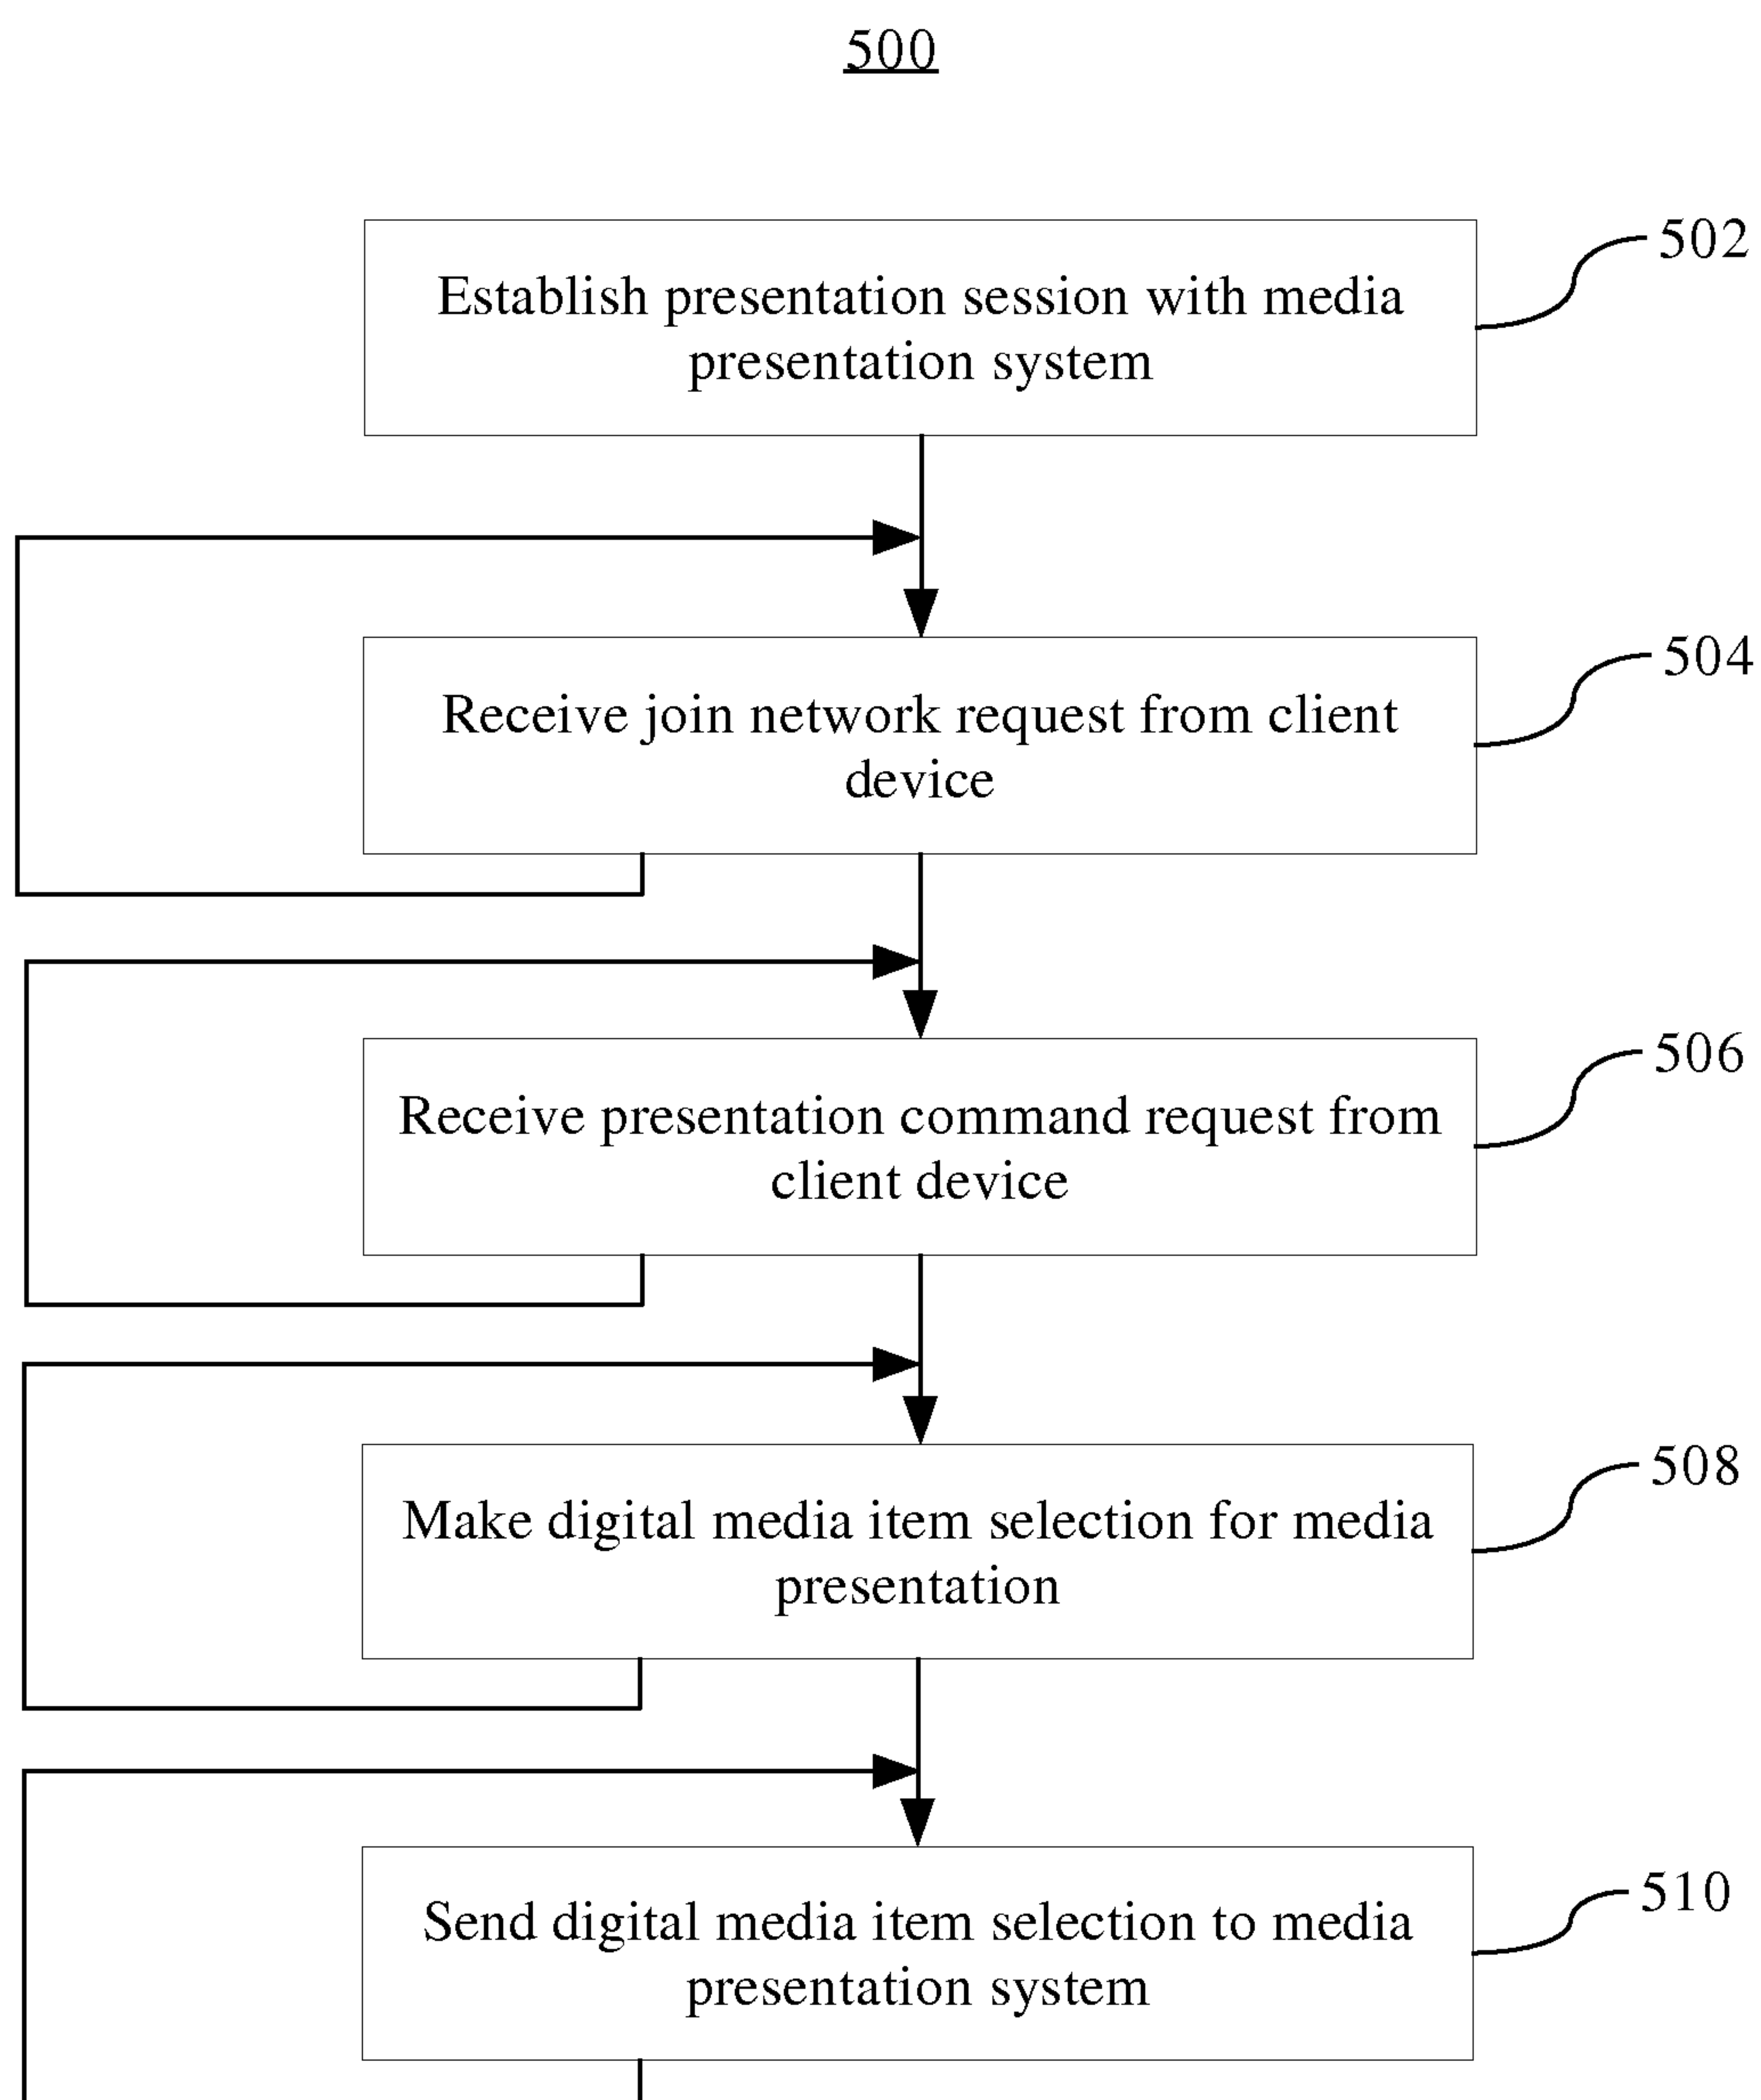 500
Establish presentation session with media
presentation system
502
Receive join network request from client
device
504
Receive presentation command request from
client device
506
Make digital media item selection for media
presentation
508
Send digital media item selection to media
presentation system
510